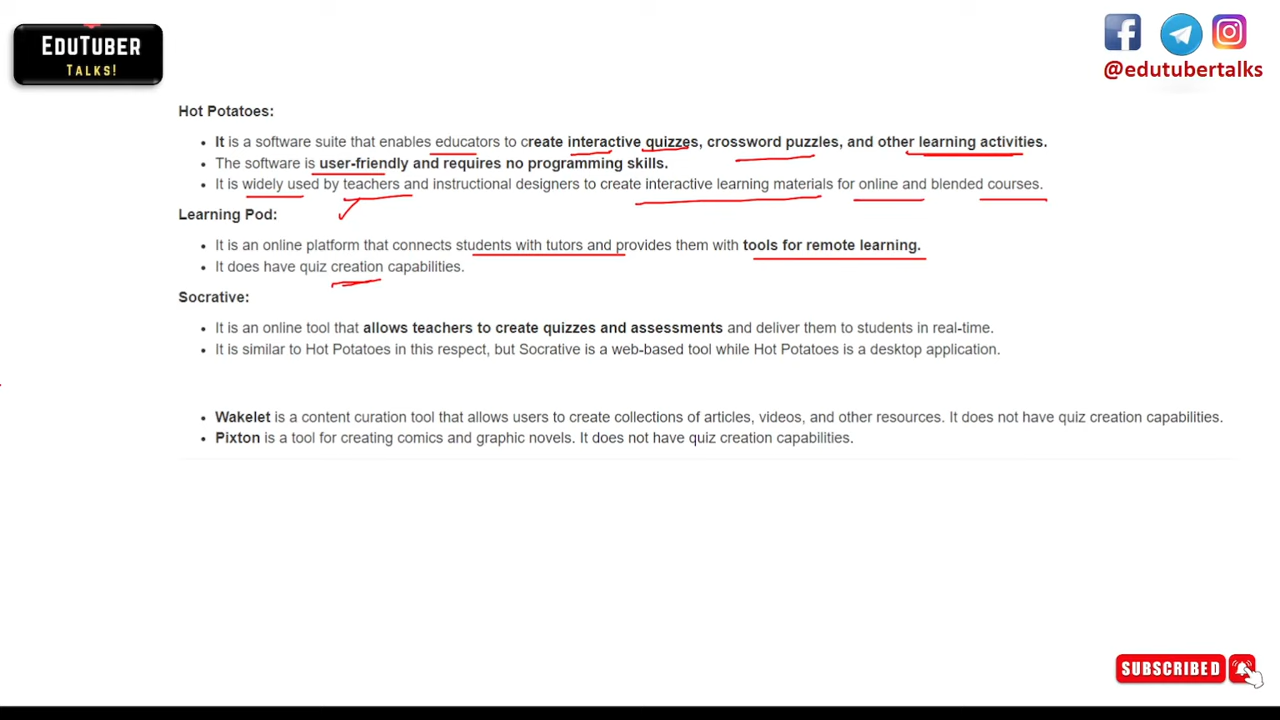 EDUTUBER
TALKS!
@edutubertalks
Hot Potatoes:
• It is a software suite that enables educators to create interactive quizzes, crossword puzzles, and other learning activities.
• The software is user-friendly and requires no programming skills.
• It is widely used by teachers and instructional designers to create interactive learning materials for online and blended courses.
Learning Pod:
• It is an online platform that connects students with tutors and provides them with tools for remote learning.
• It does have quiz creation capabilities.
Socrative:
• It is an online tool that allows teachers to create quizzes and assessments and deliver them to students in real-time.
• It is similar to Hot Potatoes in this respect, but Socrative is a web-based tool while Hot Potatoes is a desktop application.
• Wakelet is a content curation tool that allows users to create collections of articles, videos, and other resources. It does not have quiz creation capabilities.
• Pixton is a tool for creating comics and graphic novels. It does not have quiz creation capabilities.
SUBSCRIBED